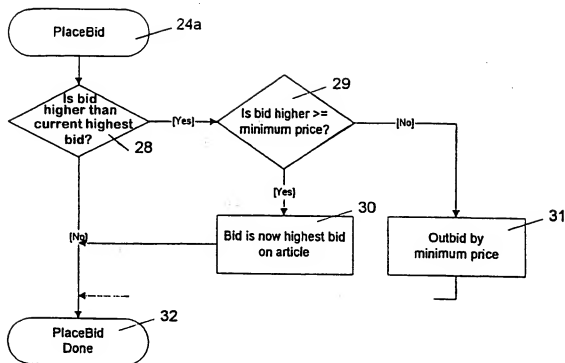 PlaceBid
24a
Is bid
higher than
current highest
bid?
28
[Yes]
29
Is bid higher >=
minimum price?
[No]
[Yes]
30
Bid is now highest bid
on article
31
Outbid by
minimum price
[No]
32
PlaceBid
Done